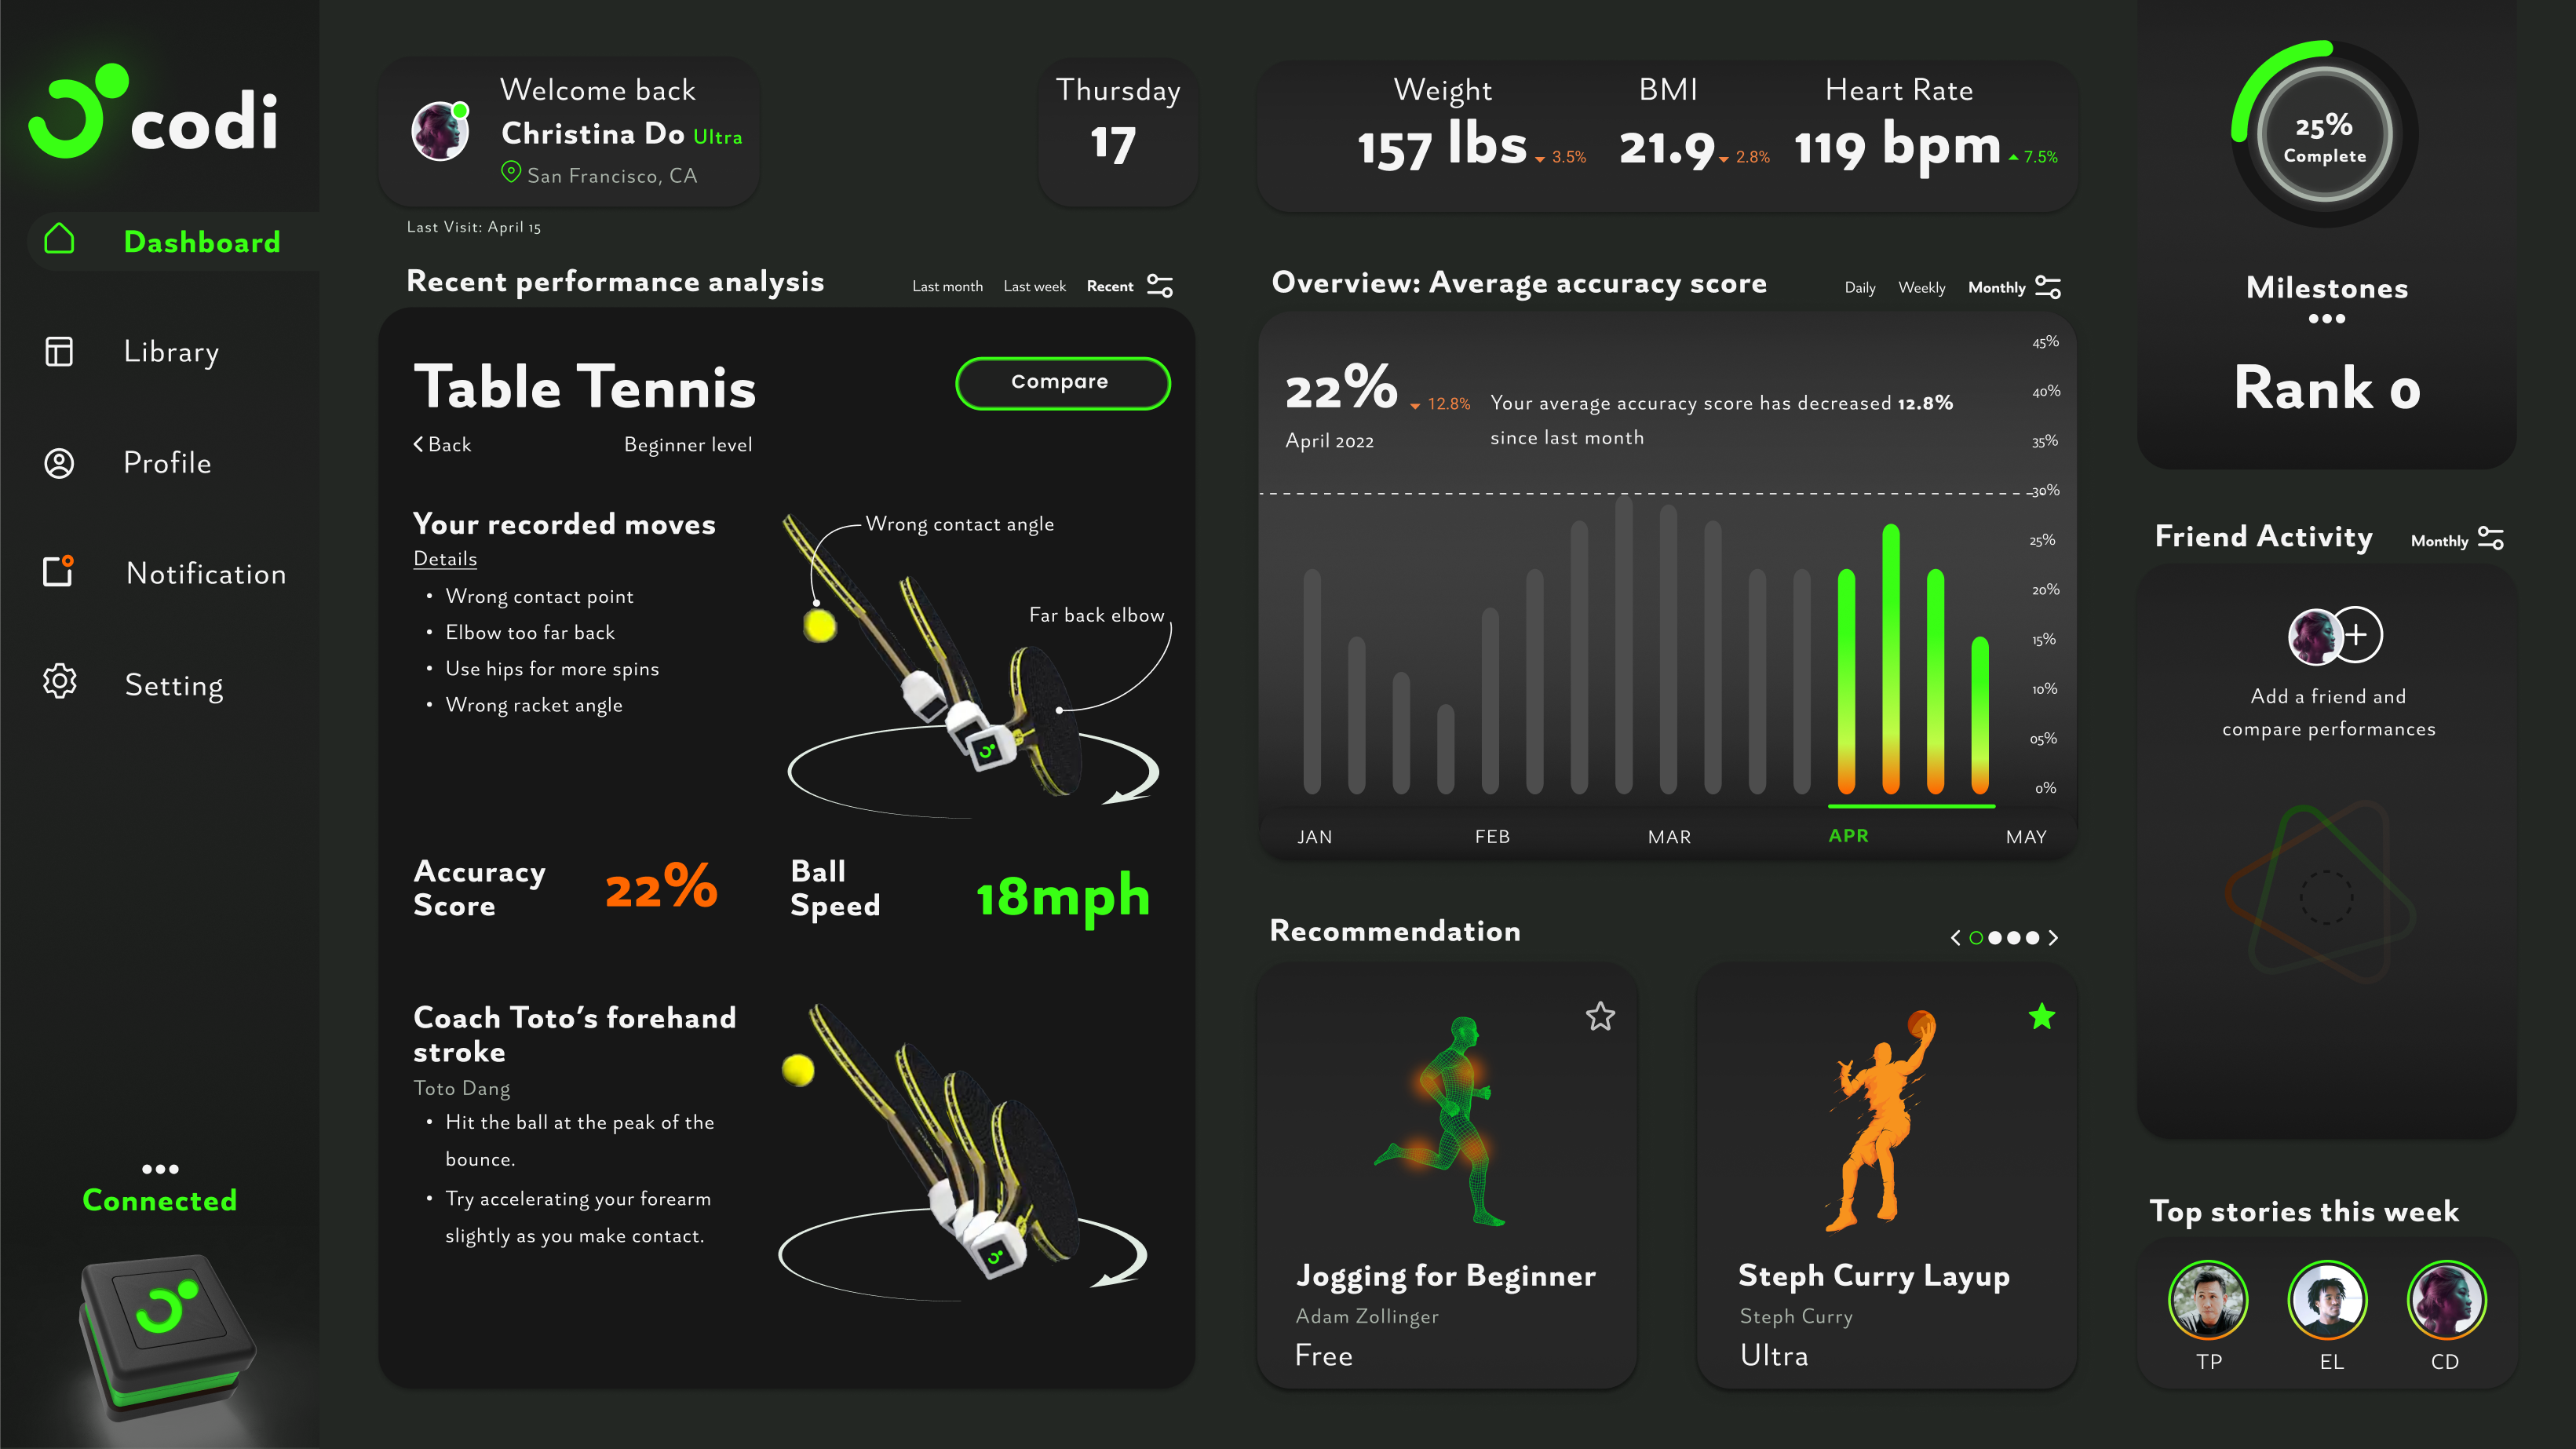 codi
Dashboard
Library
Profile
Notification
Setting
Connected
Welcome back
Christina Do Ultra
San Francisco, CA
Last Visit: April 15
Thursday
17
Weight
157 lbs 3.5%
BMI
21.9 2.8%
Heart Rate
119 bpm 7.5%
Recent performance analysis
Last month Last week Recent
Table Tennis
Compare
Back
Beginner level
Your recorded moves
Details
• Wrong contact point
• Elbow too far back
• Use hips for more spins
• Wrong racket angle
Wrong contact angle
Far back elbow
Accuracy
Score
22%
Ball
Speed
18mph
Coach Toto's forehand
stroke
Toto Dang
• Hit the ball at the peak of the
bounce.
• Try accelerating your forearm
slightly as you make contact.
Overview: Average accuracy score
Daily Weekly Monthly
22% 12.8%
April 2022
Your average accuracy score has decreased 12.8%
since last month
45%
40%
35%
30%
25%
20%
15%
10%
05%
0%
JAN FEB MAR APR MAY
Recommendation
Jogging for Beginner
Adam Zollinger
Free
Steph Curry Layup
Steph Curry
Ultra
25%
Complete
Milestones
Rank 0
Friend Activity
Monthly
Add a friend and
compare performances
Top stories this week
TP EL CD